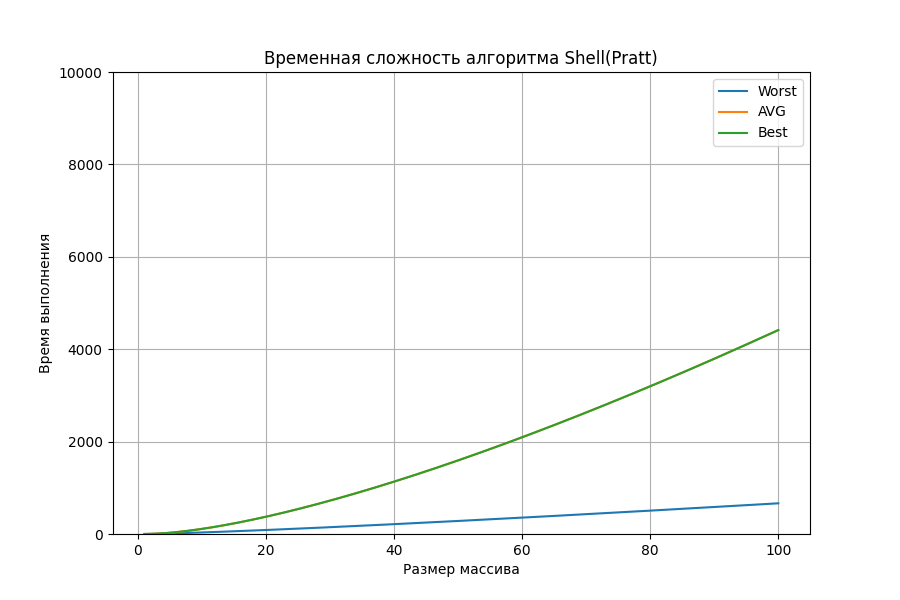 Временная сложность алгоритма Shell(Pratt)
10000
8000
6000
4000
2000
0
Время выполнения
Worst
AVG
Best
0 20 40 60 80 100
Размер массива